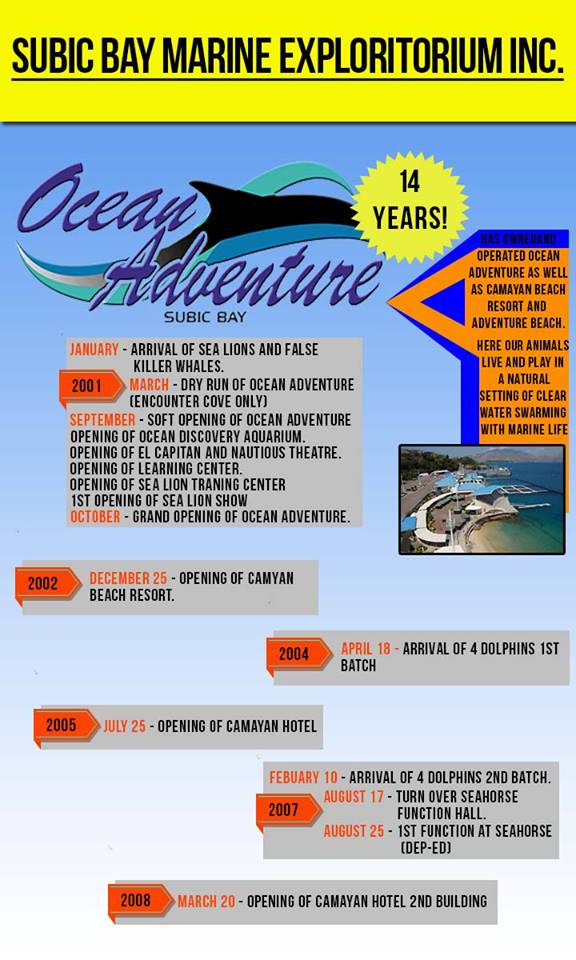 SUBIC BAY MARINE EXPLORITORIUM INC.
Ocean
Adventure
SUBIC BAY
14
YEARS!
HAS OWNEDAND
OPERATED OCEAN
ADVENTURE AS WELL
AS CAMAYAN BEACH
RESORT AND
ADVENTURE BEACH.
HERE OUR ANIMALS
LIVE AND PLAY IN
A NATURAL
SETTING OF CLEAR
WATER SWARMING
WITH MARINE LIFE
2001
JANUARY - ARRIVAL OF SEA LIONS AND FALSE
KILLER WHALES.
MARCH - DRY RUN OF OCEAN ADVENTURE
(ENCOUNTER COVE ONLY)
SEPTEMBER - SOFT OPENING OF OCEAN ADVENTURE
OPENING OF OCEAN DISCOVERY AQUARIUM.
OPENING OF EL CAPITAN AND NAUTIOUS THEATRE.
OPENING OF LEARNING CENTER.
OPENING OF SEA LION TRANING CENTER
1ST OPENING OF SEA LION SHOW
OCTOBER - GRAND OPENING OF OCEAN ADVENTURE.
2002
DECEMBER 25 - OPENING OF CAMYAN
BEACH RESORT.
2004
APRIL 18 - ARRIVAL OF 4 DOLPHINS 1ST
BATCH
2005
JULY 25 - OPENING OF CAMAYAN HOTEL
2007
FEBUARY 10 - ARRIVAL OF 4 DOLPHINS 2ND BATCH.
AUGUST 17 - TURN OVER SEAHORSE
FUNCTION HALL.
AUGUST 25 - 1ST FUNCTION AT SEAHORSE
(DEP-ED)
2008
MARCH 20 - OPENING OF CAMAYAN HOTEL 2ND BUILDING